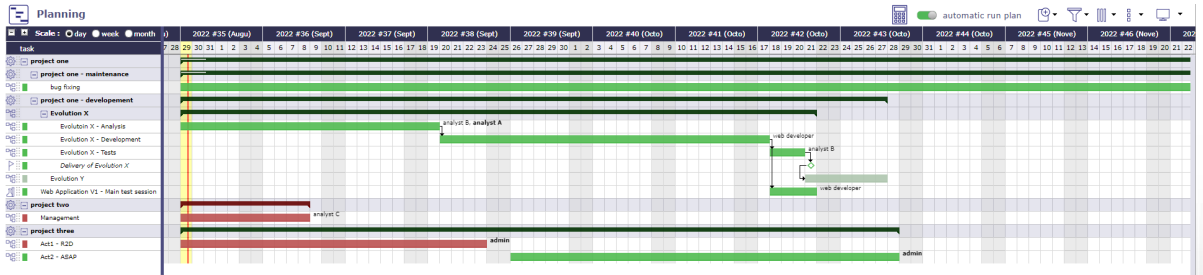 Planning
automatic run plan
Scale : day week month
) 2022 #35 (Augu) 2022 #36 (Sept) 2022 #37 (Sept) 2022 #38 (Sept) 2022 #39 (Sept) 2022 #40 (Octo) 2022 #41 (Octo) 2022 #42 (Octo) 2022 #43 (Octo) 2022 #44 (Octo) 2022 #45 (Nove) 2022 #46 (Nove) 202
task 27 28 29 30 31 1 2 3 4 5 6 7 8 9 10 11 12 13 14 15 16 17 18 19 20 21 22 23 24 25 26 27 28 29 30 1 2 3 4 5 6 7 8 9 10 11 12 13 14 15 16 17 18 19 20 21 22 23 24 25 26 27 28 29 30 31 1 2 3 4 5 6 7 8 9 10 11 12 13 14 15 16 17 18 19 20 21 22
project one
project one - maintenance
bug fixing
project one - developement
Evolution X
Evolutoin X - Analysis analyst B, analyst A
Evolution X - Development web developer
Evolution X - Tests analyst B
Delivery of Evolution X
Evolution Y
Web Application V1 - Main test session web developer
project two
Management analyst C
project three
Act1 - R2D admin
Act2 - ASAP admin